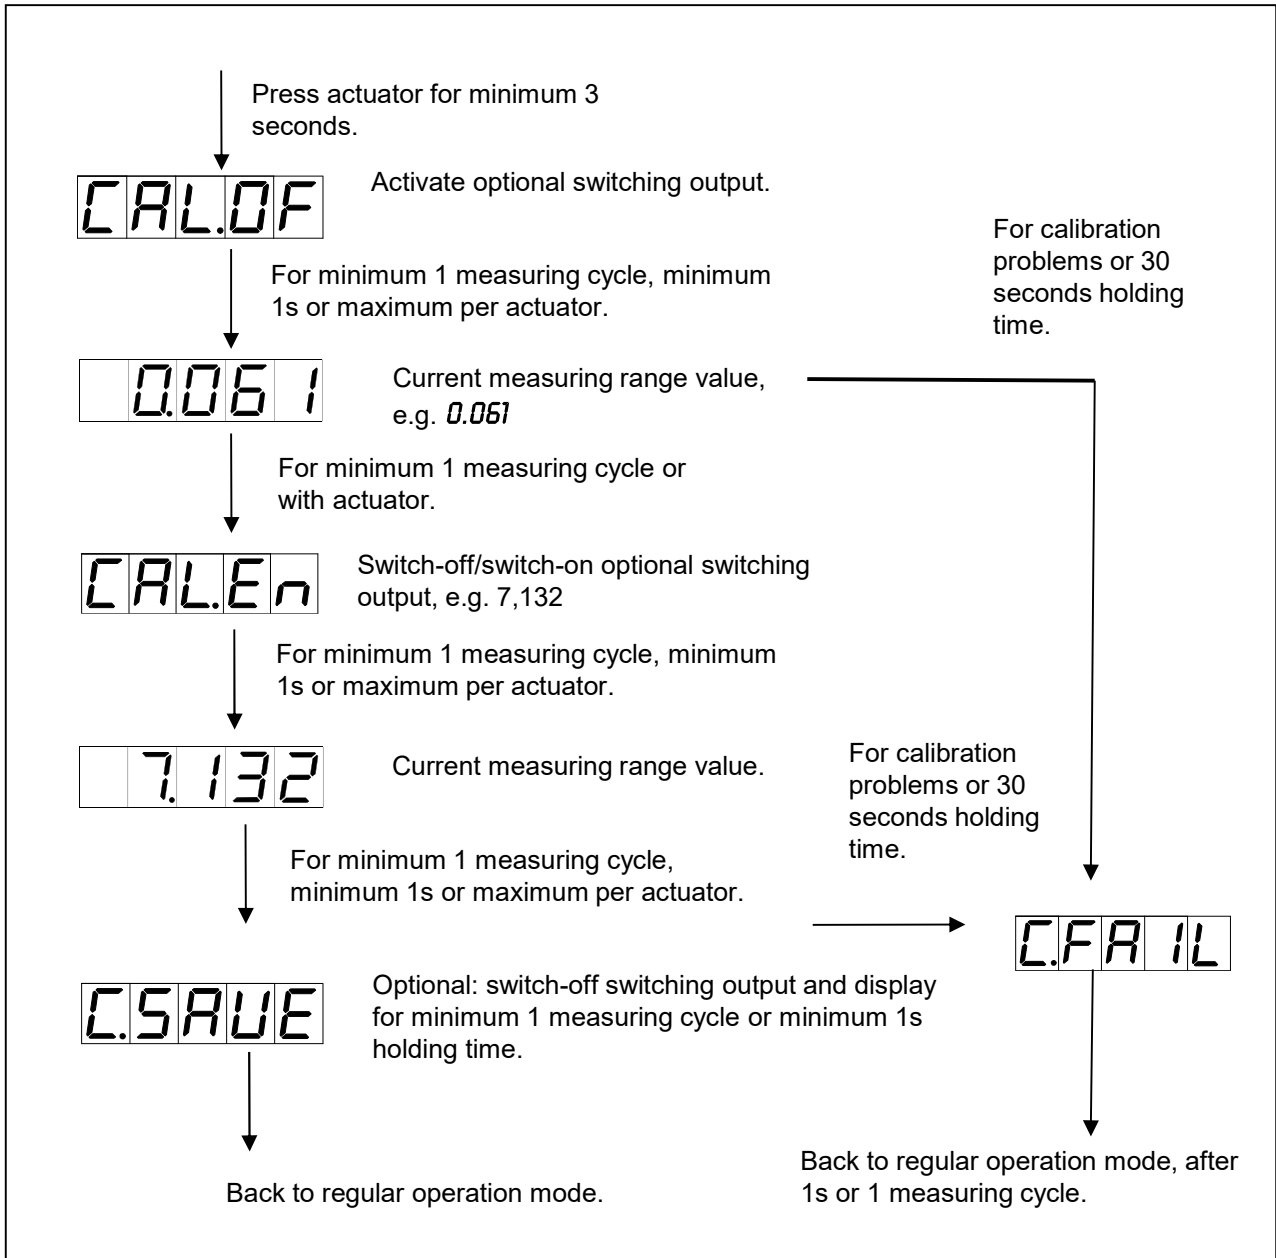 Press actuator for minimum 3
seconds.
CAL.OF
Activate optional switching output.
For calibration
problems or 30
seconds holding
time.
For minimum 1 measuring cycle, minimum
1s or maximum per actuator.
0.061
Current measuring range value,
e.g. 0.061
For minimum 1 measuring cycle or
with actuator.
CAL.En
Switch-off/switch-on optional switching
output, e.g. 7,132
For minimum 1 measuring cycle, minimum
1s or maximum per actuator.
7.132
Current measuring range value.
For calibration
problems or 30
seconds holding
time.
For minimum 1 measuring cycle,
minimum 1s or maximum per actuator.
C.FAIL
C.SAVE
Optional: switch-off switching output and display
for minimum 1 measuring cycle or minimum 1s
holding time.
Back to regular operation mode.
Back to regular operation mode, after
1s or 1 measuring cycle.